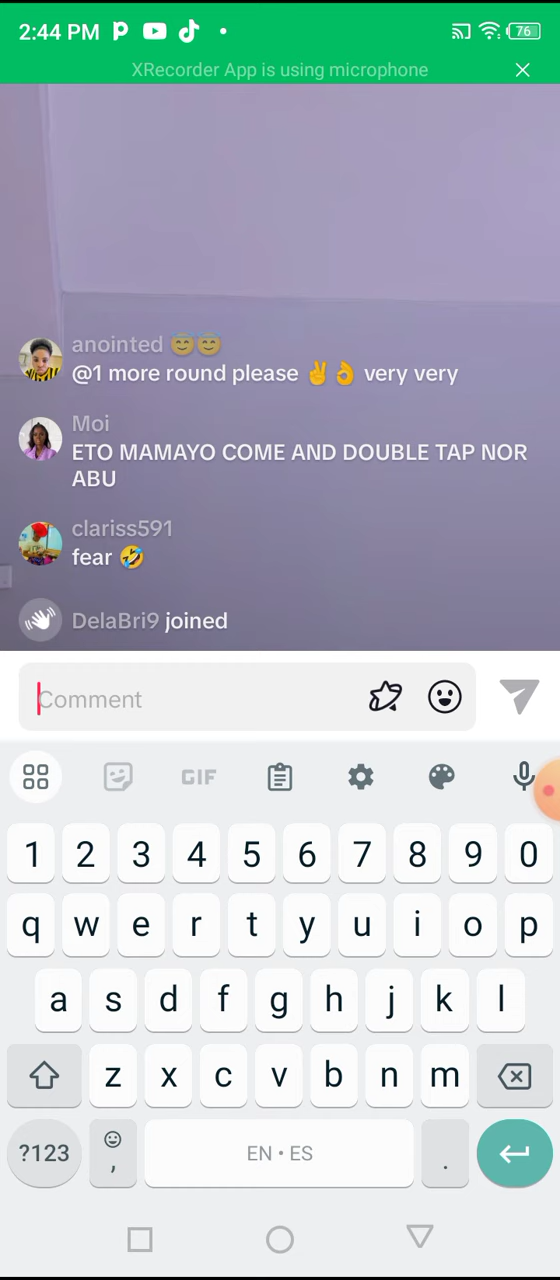 2:44 PM
76
XRecorder App is using microphone
anointed 😇😇
@1 more round please ✌️👌 very very
Moi
ETO MAMAYO COME AND DOUBLE TAP NOR
ABU
clariss591
fear 🤣
DelaBri9 joined
Comment
GIF
1 2 3 4 5 6 7 8 9 0
q w e r t y u i o p
a s d f g h j k l
z x c v b n m
?123 , EN • ES .